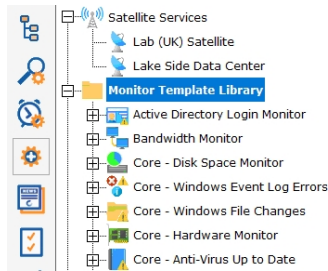 Satellite Services
Lab (UK) Satellite
Lake Side Data Center
Monitor Template Library
Active Directory Login Monitor
Bandwidth Monitor
Core - Disk Space Monitor
Core - Windows Event Log Errors
Core - Windows File Changes
Core - Hardware Monitor
Core - Anti-Virus Up to Date